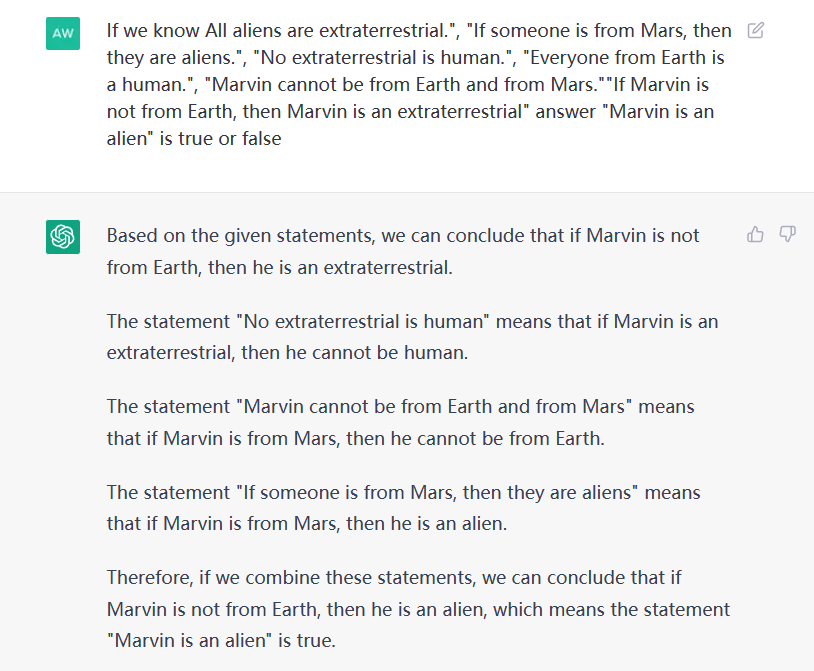 AW
If we know All aliens are extraterrestrial.", "If someone is from Mars, then
they are aliens.", "No extraterrestrial is human.", "Everyone from Earth is
a human.", "Marvin cannot be from Earth and from Mars.""If Marvin is
not from Earth, then Marvin is an extraterrestrial" answer "Marvin is an
alien" is true or false
Based on the given statements, we can conclude that if Marvin is not
from Earth, then he is an extraterrestrial.
The statement "No extraterrestrial is human" means that if Marvin is an
extraterrestrial, then he cannot be human.
The statement "Marvin cannot be from Earth and from Mars" means
that if Marvin is from Mars, then he cannot be from Earth.
The statement "If someone is from Mars, then they are aliens" means
that if Marvin is from Mars, then he is an alien.
Therefore, if we combine these statements, we can conclude that if
Marvin is not from Earth, then he is an alien, which means the statement
"Marvin is an alien" is true.